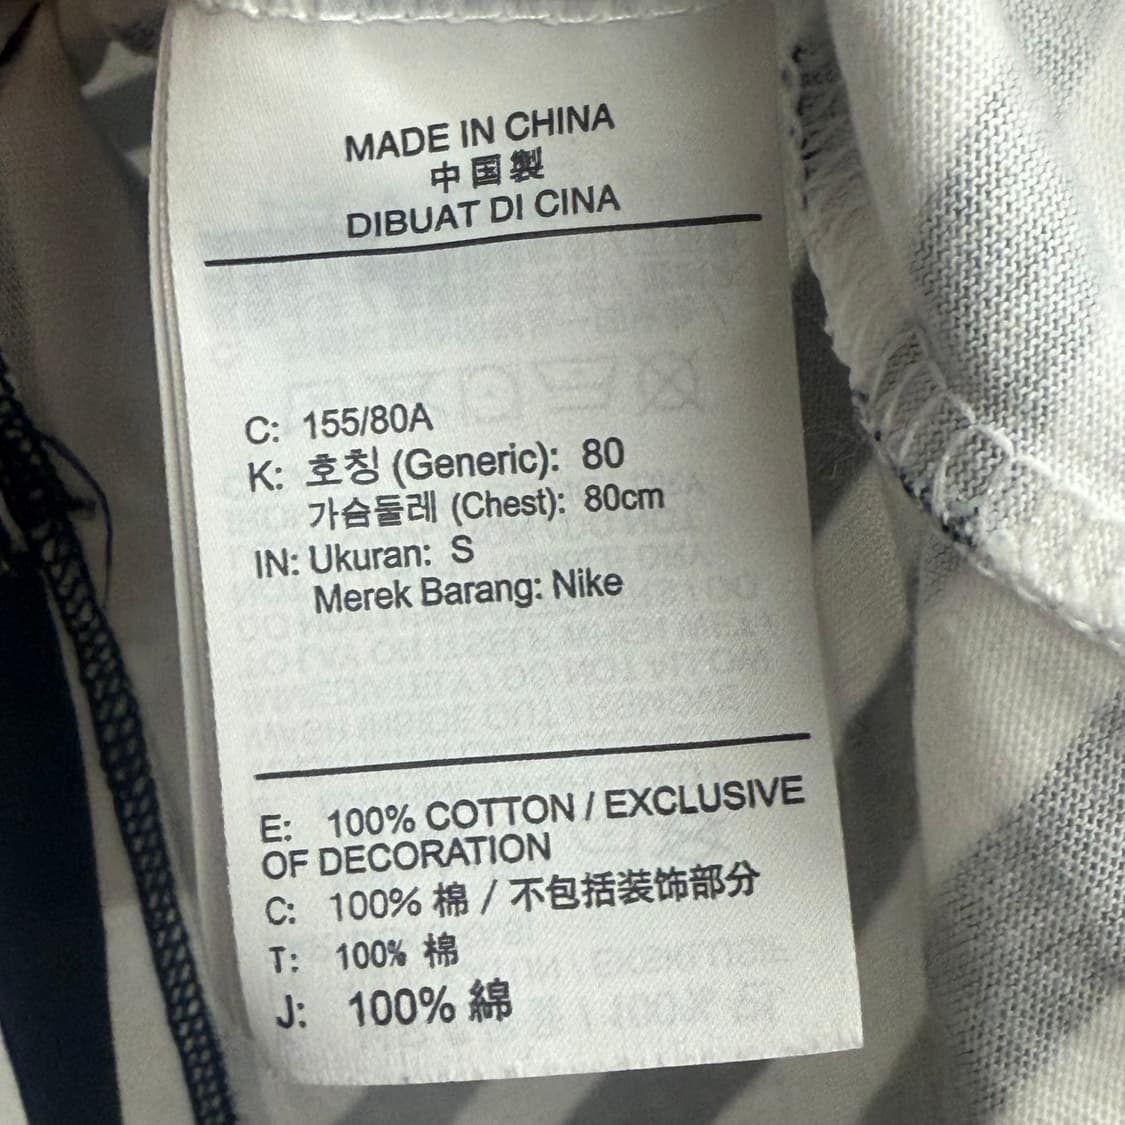 MADE IN CHINA
中国製
DIBUAT DI CINA
C: 155/80A
K: 호칭 (Generic): 80
가슴둘레 (Chest): 80cm
IN: Ukuran: S
Merek Barang: Nike
E: 100% COTTON / EXCLUSIVE
OF DECORATION
C: 100% 棉 / 不包括装饰部分
T: 100% 棉
J: 100% 綿